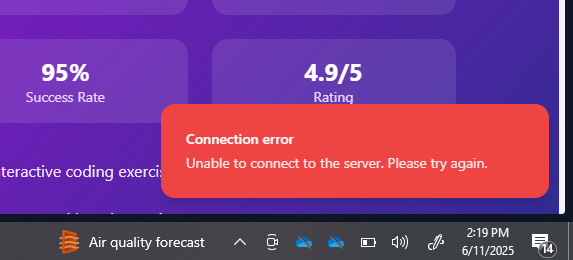 95%
Success Rate
4.9/5
Rating
Connection error
Unable to connect to the server. Please try again.
nteractive coding exercis
Air quality forecast
2:19 PM
6/11/2025
14